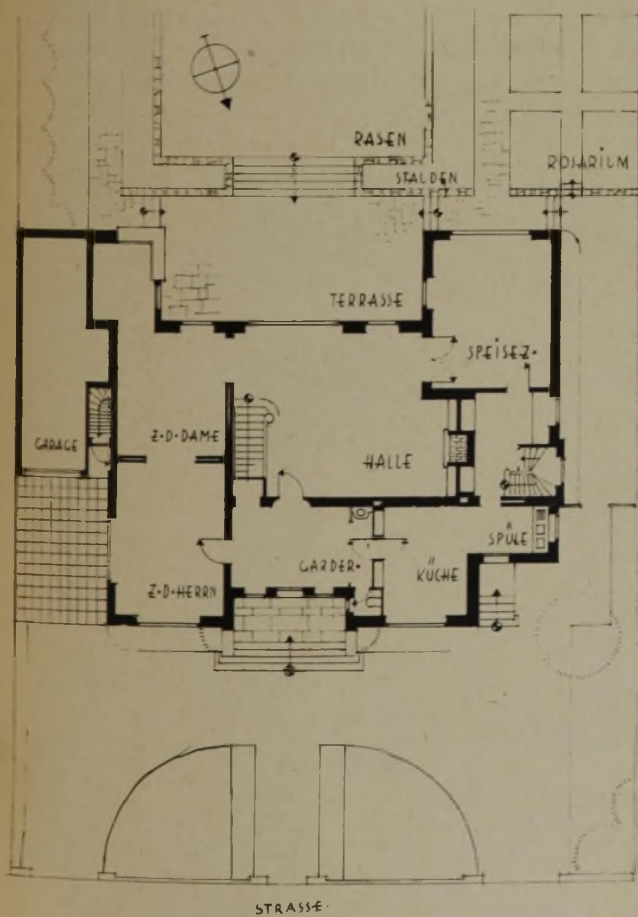 RASEN
STALDEN
ROSARIUM
TERRASSE
SPEISEZ·
GARAGE
Z·D·DAME
HALLE
SPÜLE
GARDER·
KÜCHE
Z·D·HERRN
STRASSE·